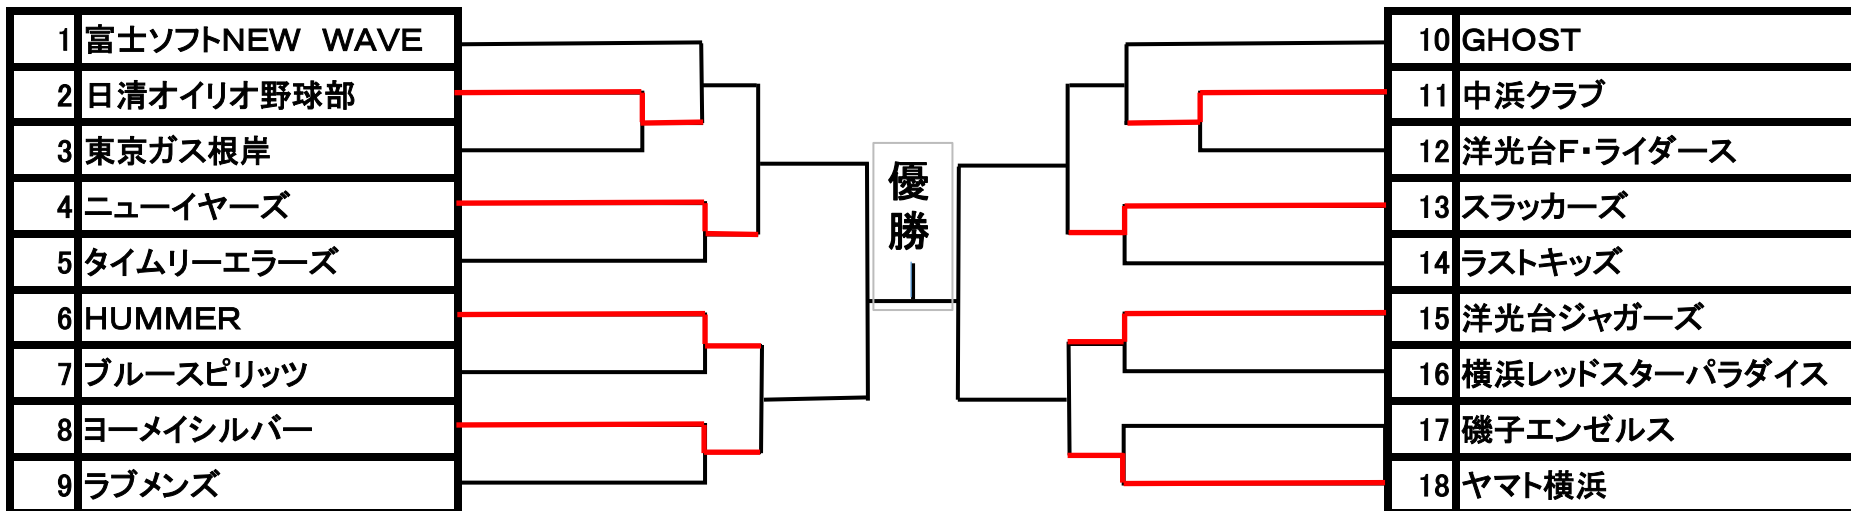 1 富士ソフトNEW　WAVE
2 日清オイリオ野球部
3 東京ガス根岸
4 ニューイヤーズ
5 タイムリーエラーズ
6 HUMMER
7 ブルースピリッツ
8 ヨーメイシルバー
9 ラブメンズ
優
勝
10 GHOST
11 中浜クラブ
12 洋光台F・ライダース
13 スラッカーズ
14 ラストキッズ
15 洋光台ジャガーズ
16 横浜レッドスターパラダイス
17 磯子エンゼルス
18 ヤマト横浜